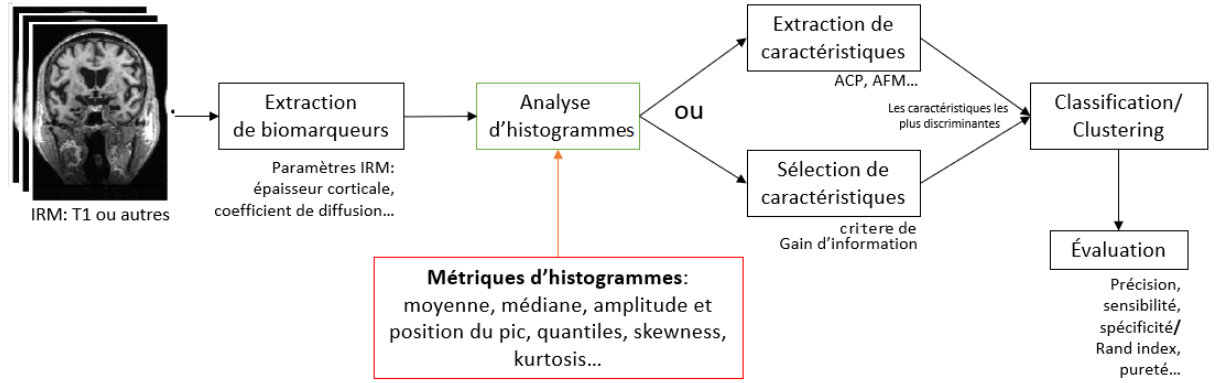 IRM: T1 ou autres
Extraction
de biomarqueurs
Paramètres IRM:
épaisseur corticale,
coefficient de diffusion...
Analyse
d'histogrammes
Métriques d'histogrammes:
moyenne, médiane, amplitude et
position du pic, quantiles, skewness,
kurtosis...
ou
Extraction de
caractéristiques
ACP, AFM...
Les caractéristiques les
plus discriminantes
Sélection de
caractéristiques
critere de
Gain d'information
Classification/
Clustering
Évaluation
Précision,
sensibilité,
spécificité/
Rand index,
pureté...